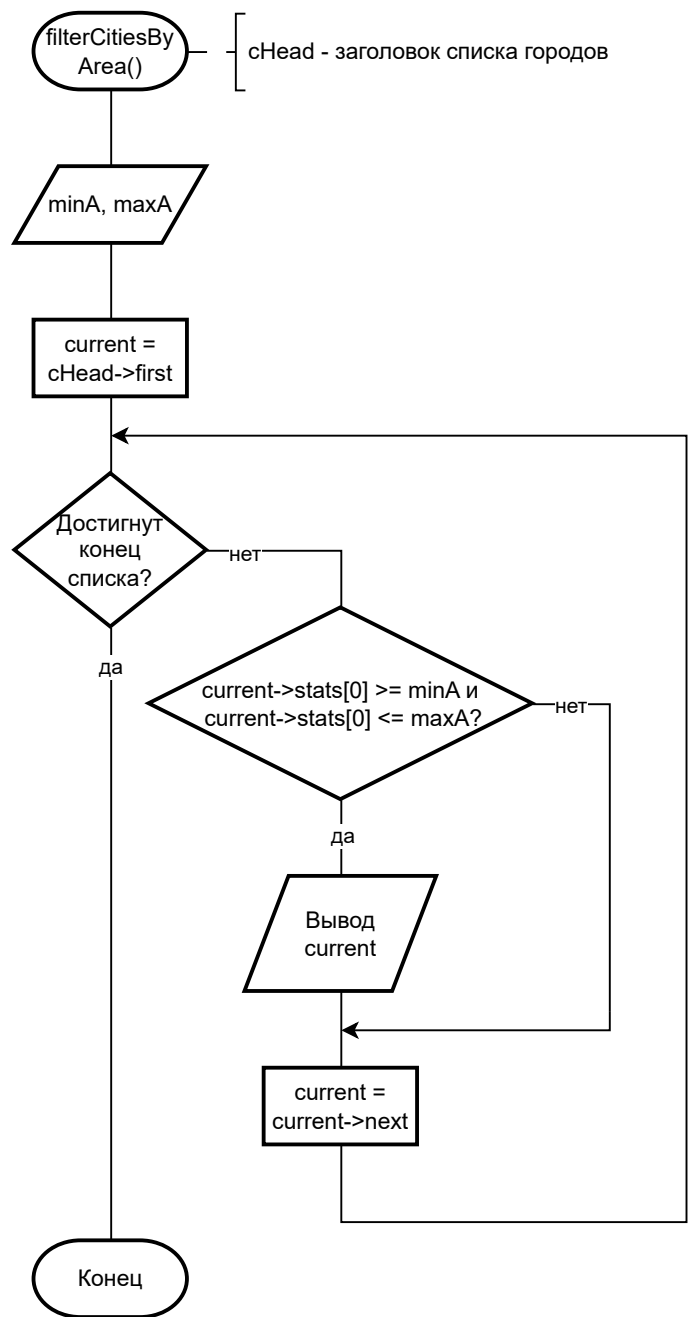 filterCitiesBy
Area()
cHead - заголовок списка городов
minA, maxA
current =
cHead->first
Достигнут
конец
списка?
нет
да
current->stats[0] >= minA и
current->stats[0] <= maxA?
нет
да
Вывод
current
current =
current->next
Конец